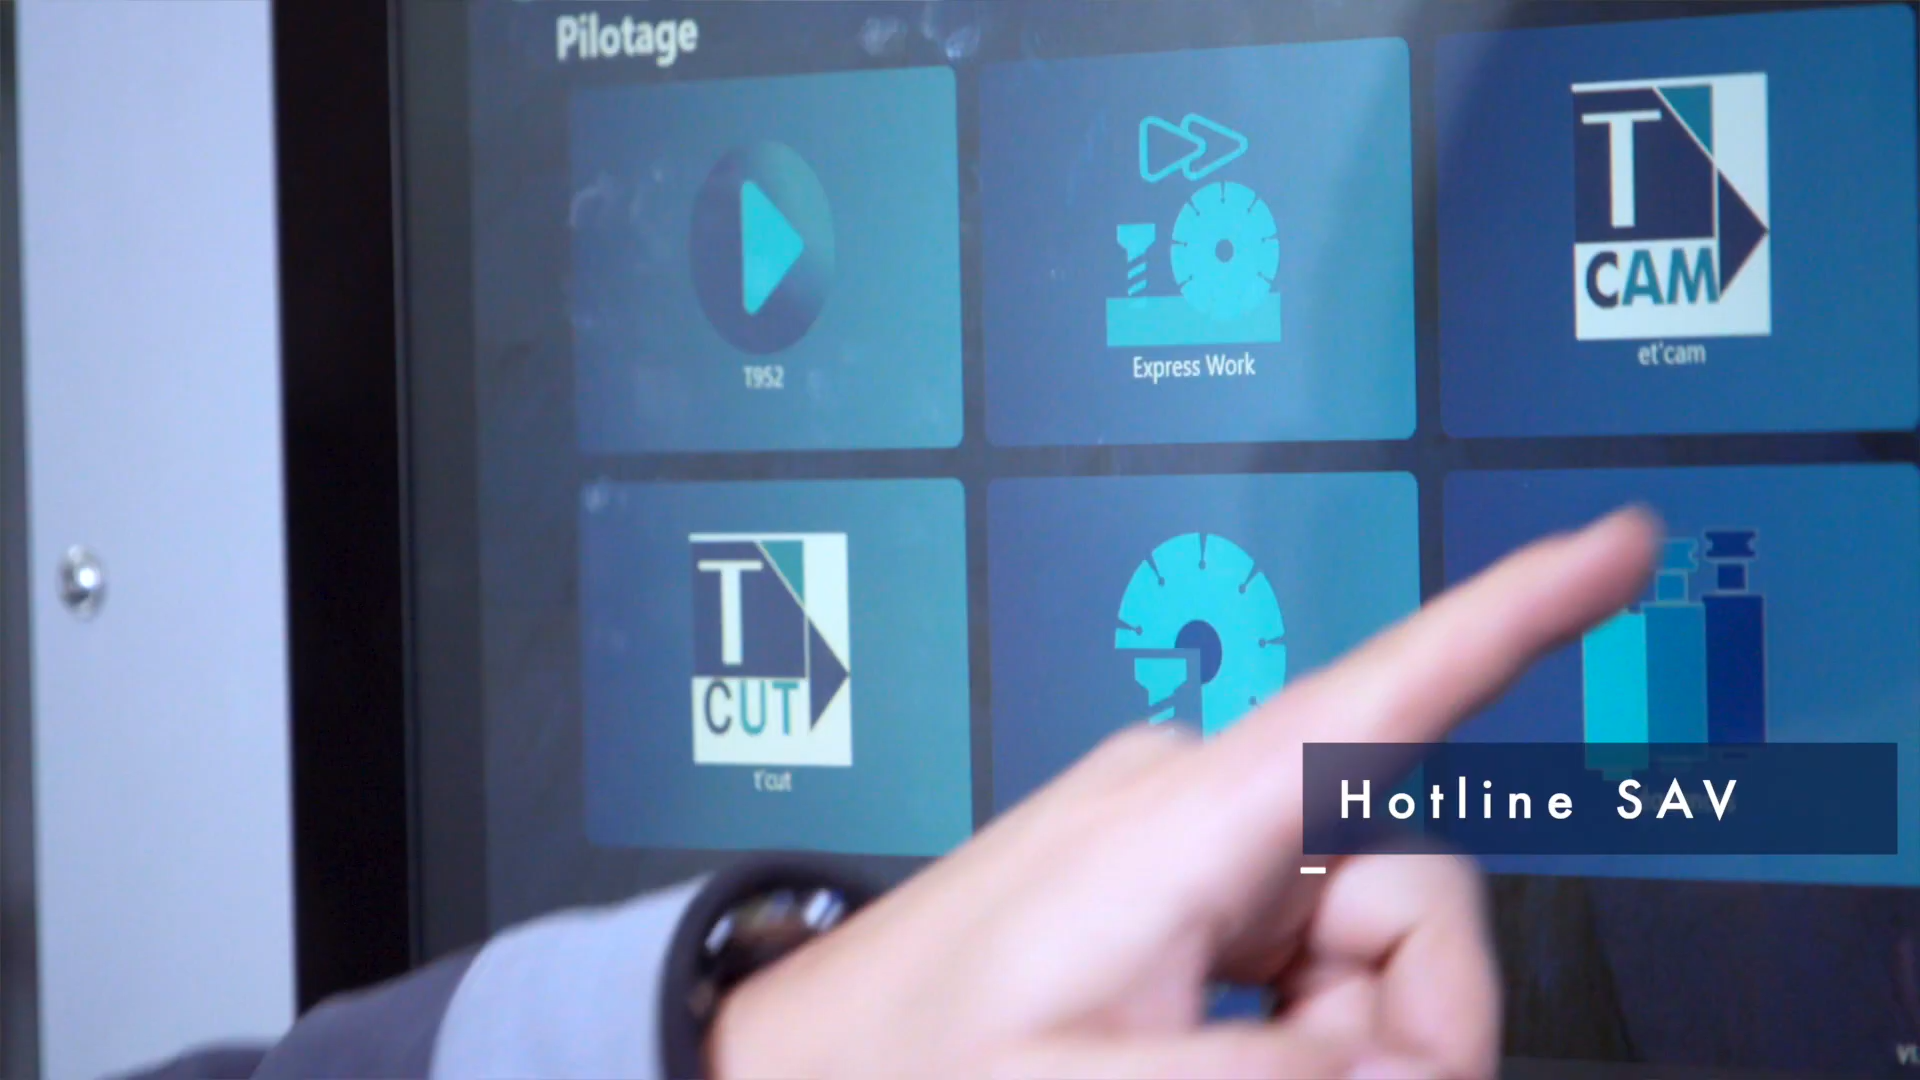 Pilotage
T952
Express Work
T
CAM
et'cam
T
CUT
t'cut
Hotline SAV